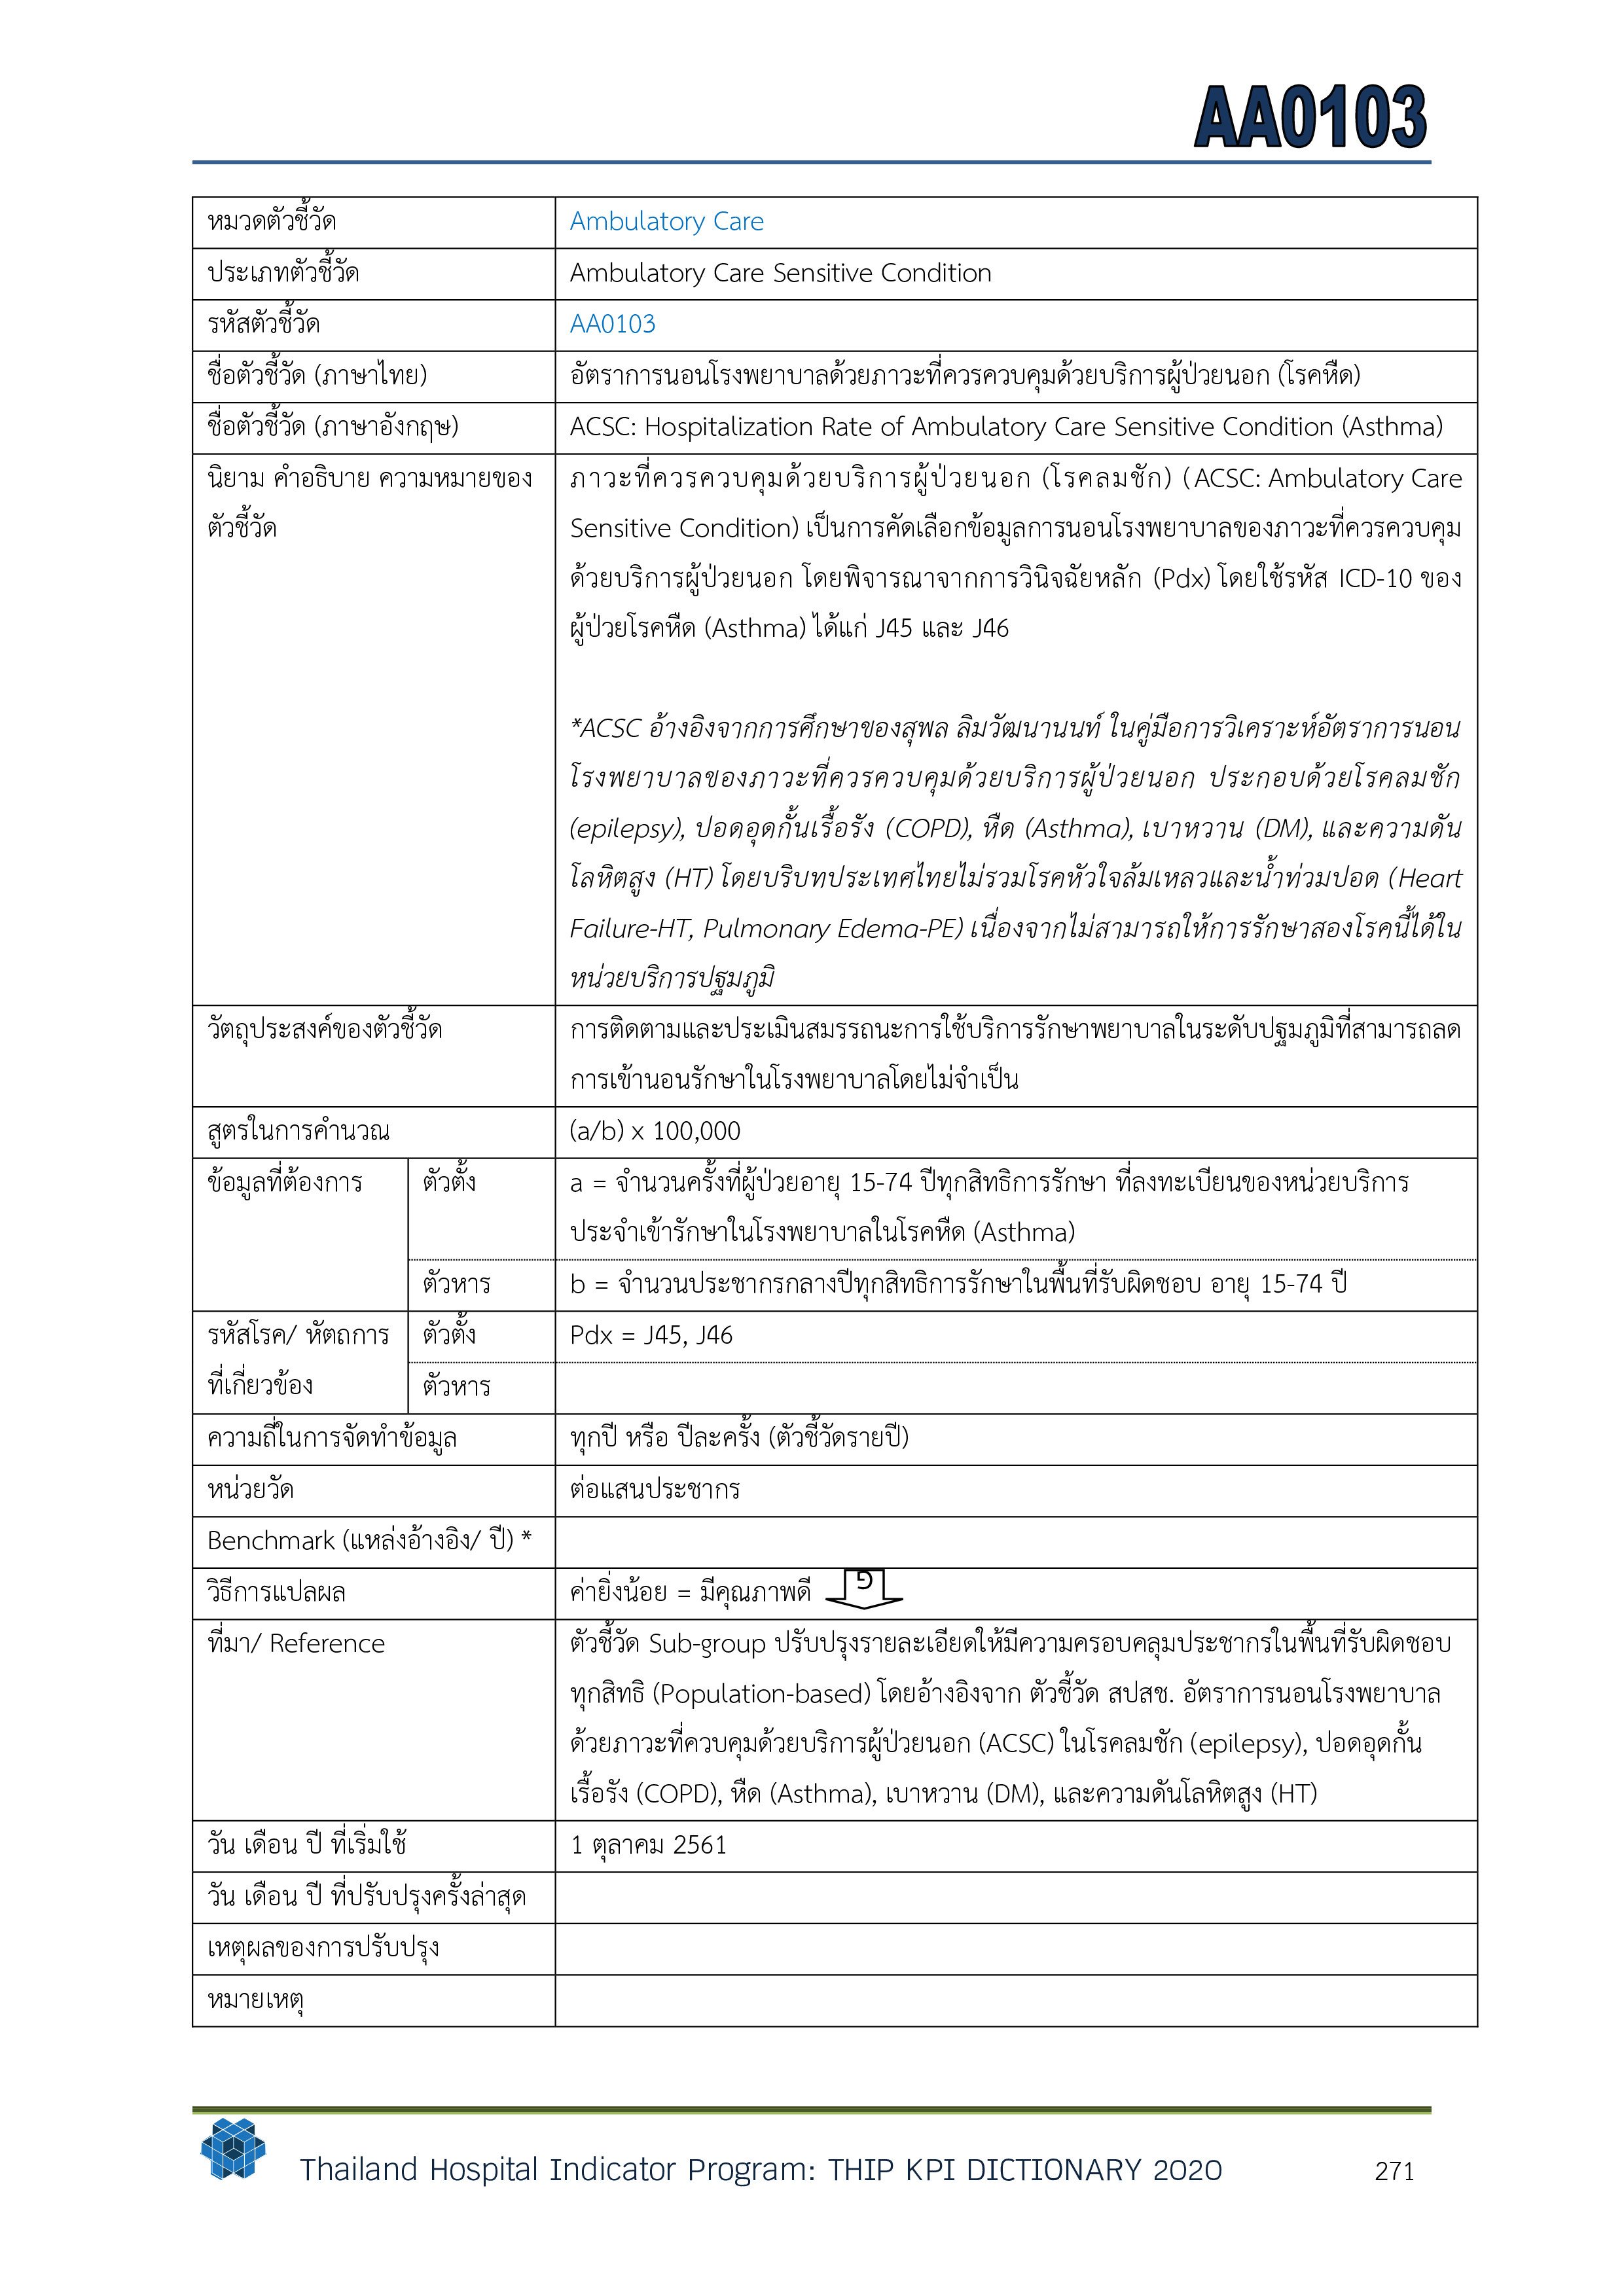 AA0103
หมวดตัวชี้วัด Ambulatory Care
ประเภทตัวชี้วัด Ambulatory Care Sensitive Condition
รหัสตัวชี้วัด AA0103
ชื่อตัวชี้วัด (ภาษาไทย) อัตราการนอนโรงพยาบาลด้วยภาวะที่ควรควบคุมด้วยบริการผู้ป่วยนอก (โรคหืด)
ชื่อตัวชี้วัด (ภาษาอังกฤษ) ACSC: Hospitalization Rate of Ambulatory Care Sensitive Condition (Asthma)
นิยาม คำอธิบาย ความหมายของ
ตัวชี้วัด
ภาวะที่ควรควบคุมด้วยบริการผู้ป่วยนอก (โรคลมชัก) (ACSC: Ambulatory Care
Sensitive Condition) เป็นการคัดเลือกข้อมูลการนอนโรงพยาบาลของภาวะที่ควรควบคุม
ด้วยบริการผู้ป่วยนอก โดยพิจารณาจากการวินิจฉัยหลัก (Pdx) โดยใช้รหัส ICD-10 ของ
ผู้ป่วยโรคหืด (Asthma) ได้แก่ J45 และ J46
*ACSC อ้างอิงจากการศึกษาของสุพล ลิมวัฒนานนท์ ในคู่มือการวิเคราะห์อัตราการนอน
โรงพยาบาลของภาวะที่ควรควบคุมด้วยบริการผู้ป่วยนอก ประกอบด้วยโรคลมชัก
(epilepsy), ปอดอุดกั้นเรื้อรัง (COPD), หืด (Asthma), เบาหวาน (DM), และความดัน
โลหิตสูง (HT) โดยบริบทประเทศไทยไม่รวมโรคหัวใจล้มเหลวและน้ำท่วมปอด (Heart
Failure-HT, Pulmonary Edema-PE) เนื่องจากไม่สามารถให้การรักษาสองโรคนี้ได้ใน
หน่วยบริการปฐมภูมิ
วัตถุประสงค์ของตัวชี้วัด การติดตามและประเมินสมรรถนะการใช้บริการรักษาพยาบาลในระดับปฐมภูมิที่สามารถลด
การเข้านอนรักษาในโรงพยาบาลโดยไม่จำเป็น
สูตรในการคำนวณ (a/b) x 100,000
ข้อมูลที่ต้องการ ตัวตั้ง a = จำนวนครั้งที่ผู้ป่วยอายุ 15-74 ปีทุกสิทธิการรักษา ที่ลงทะเบียนของหน่วยบริการ
ประจำเข้ารักษาในโรงพยาบาลในโรคหืด (Asthma)
ตัวหาร b = จำนวนประชากรกลางปีทุกสิทธิการรักษาในพื้นที่รับผิดชอบ อายุ 15-74 ปี
รหัสโรค/ หัตถการ ตัวตั้ง Pdx = J45, J46
ที่เกี่ยวข้อง ตัวหาร
ความถี่ในการจัดทำข้อมูล ทุกปี หรือ ปีละครั้ง (ตัวชี้วัดรายปี)
หน่วยวัด ต่อแสนประชากร
Benchmark (แหล่งอ้างอิง/ ปี) *
วิธีการแปลผล ค่ายิ่งน้อย = มีคุณภาพดี
ที่มา/ Reference ตัวชี้วัด Sub-group ปรับปรุงรายละเอียดให้มีความครอบคลุมประชากรในพื้นที่รับผิดชอบ
ทุกสิทธิ (Population-based) โดยอ้างอิงจาก ตัวชี้วัด สปสช. อัตราการนอนโรงพยาบาล
ด้วยภาวะที่ควบคุมด้วยบริการผู้ป่วยนอก (ACSC) ในโรคลมชัก (epilepsy), ปอดอุดกั้น
เรื้อรัง (COPD), หืด (Asthma), เบาหวาน (DM), และความดันโลหิตสูง (HT)
วัน เดือน ปี ที่เริ่มใช้ 1 ตุลาคม 2561
วัน เดือน ปี ที่ปรับปรุงครั้งล่าสุด
เหตุผลของการปรับปรุง
หมายเหตุ
Thailand Hospital Indicator Program: THIP KPI DICTIONARY 2020 271